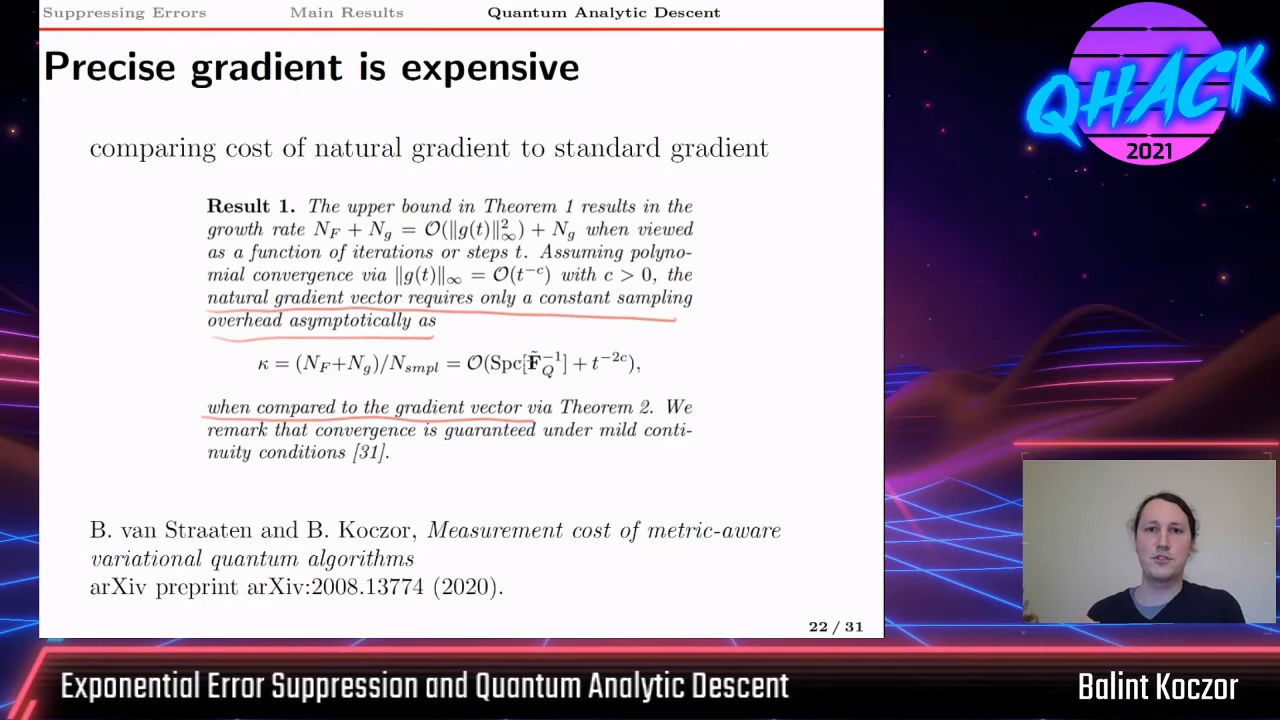 Suppressing Errors Main Results Quantum Analytic Descent
Precise gradient is expensive
comparing cost of natural gradient to standard gradient
Result 1. The upper bound in Theorem 1 results in the
growth rate N_F + N_g = O(‖g(t)‖²_∞) + N_g when viewed
as a function of iterations or steps t. Assuming polyno-
mial convergence via ‖g(t)‖_∞ = O(t^{-c}) with c > 0, the
natural gradient vector requires only a constant sampling
overhead asymptotically as
κ = (N_F+N_g)/N_{smpl} = O(Spc[F̃_Q^{-1}] + t^{-2c}),
when compared to the gradient vector via Theorem 2. We
remark that convergence is guaranteed under mild conti-
nuity conditions [31].
B. van Straaten and B. Koczor, Measurement cost of metric-aware
variational quantum algorithms
arXiv preprint arXiv:2008.13774 (2020).
22 / 31
QHACK
2021
Exponential Error Suppression and Quantum Analytic Descent
Balint Koczor